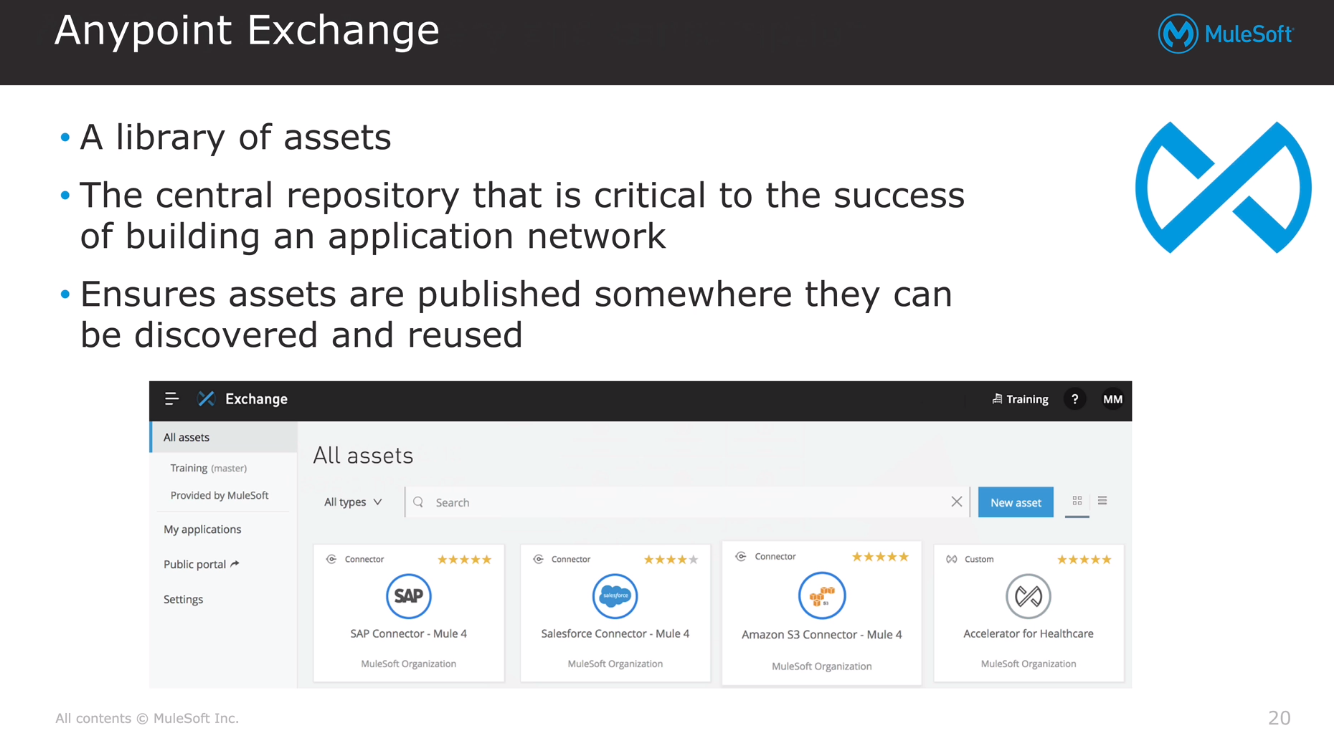 Anypoint Exchange
MuleSoft
• A library of assets
• The central repository that is critical to the success
of building an application network
• Ensures assets are published somewhere they can
be discovered and reused
Exchange
Training
?
MM
All assets
Training (master)
Provided by MuleSoft
My applications
Public portal
Settings
All assets
All types
Search
New asset
Connector
SAP
SAP Connector - Mule 4
MuleSoft Organization
Connector
salesforce
Salesforce Connector - Mule 4
MuleSoft Organization
Connector
S3
Amazon S3 Connector - Mule 4
MuleSoft Organization
Custom
Accelerator for Healthcare
MuleSoft Organization
All contents © MuleSoft Inc.
20